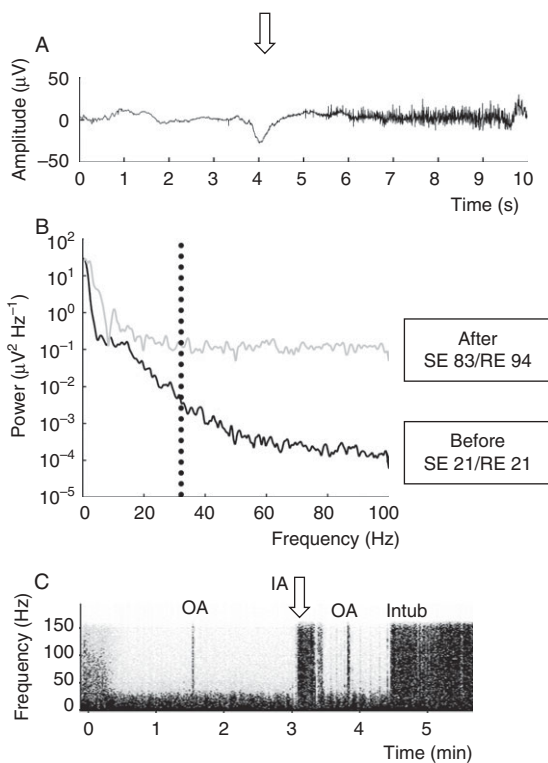 A
Amplitude (μV)
50
0
–50
0 1 2 3 4 5 6 7 8 9 10
Time (s)
B
Power (μV² Hz⁻¹)
10²
10¹
10⁰
10⁻¹
10⁻²
10⁻³
10⁻⁴
10⁻⁵
0 20 40 60 80 100
Frequency (Hz)
After
SE 83/RE 94
Before
SE 21/RE 21
C
IA
OA OA Intub
Frequency (Hz)
150
100
50
0
0 1 2 3 4 5
Time (min)